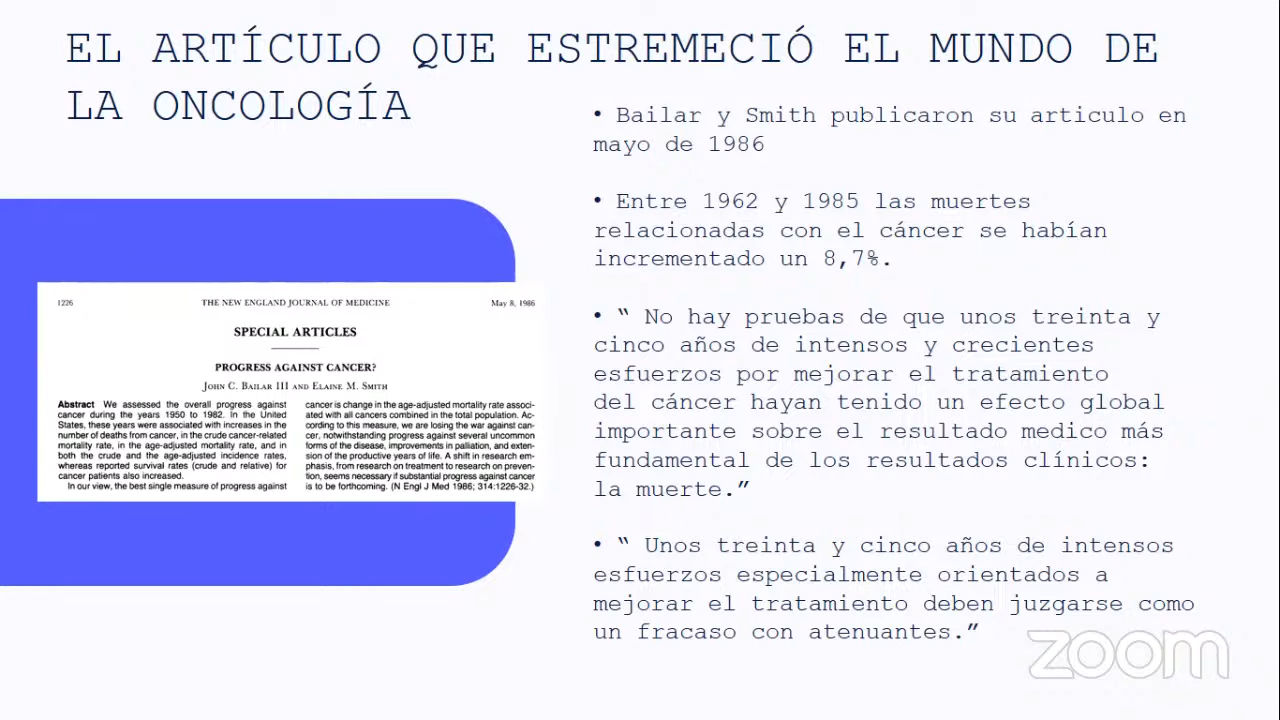 EL ARTÍCULO QUE ESTREMECIÓ EL MUNDO DE
LA ONCOLOGÍA
• Bailar y Smith publicaron su articulo en
mayo de 1986
• Entre 1962 y 1985 las muertes
relacionadas con el cáncer se habían
incrementado un 8,7%.
• “ No hay pruebas de que unos treinta y
cinco años de intensos y crecientes
esfuerzos por mejorar el tratamiento
del cáncer hayan tenido un efecto global
importante sobre el resultado medico más
fundamental de los resultados clínicos:
la muerte.”
• “ Unos treinta y cinco años de intensos
esfuerzos especialmente orientados a
mejorar el tratamiento deben juzgarse como
un fracaso con atenuantes.”
1226 THE NEW ENGLAND JOURNAL OF MEDICINE May 8, 1986
SPECIAL ARTICLES
PROGRESS AGAINST CANCER?
JOHN C. BAILAR III AND ELAINE M. SMITH
Abstract We assessed the overall progress against
cancer during the years 1950 to 1982. In the United
States, these years were associated with increases in the
number of deaths from cancer, in the crude cancer-related
mortality rate, in the age-adjusted mortality rate, and in
both the crude and the age-adjusted incidence rates,
whereas reported survival rates (crude and relative) for
cancer patients also increased.
In our view, the best single measure of progress against
cancer is change in the age-adjusted mortality rate associ-
ated with all cancers combined in the total population. Ac-
cording to this measure, we are losing the war against can-
cer, notwithstanding progress against several uncommon
forms of the disease, improvements in palliation, and exten-
sion of the productive years of life. A shift in research em-
phasis, from research on treatment to research on preven-
tion, seems necessary if substantial progress against cancer
is to be forthcoming. (N Engl J Med 1986; 314:1226-32.)
zoom